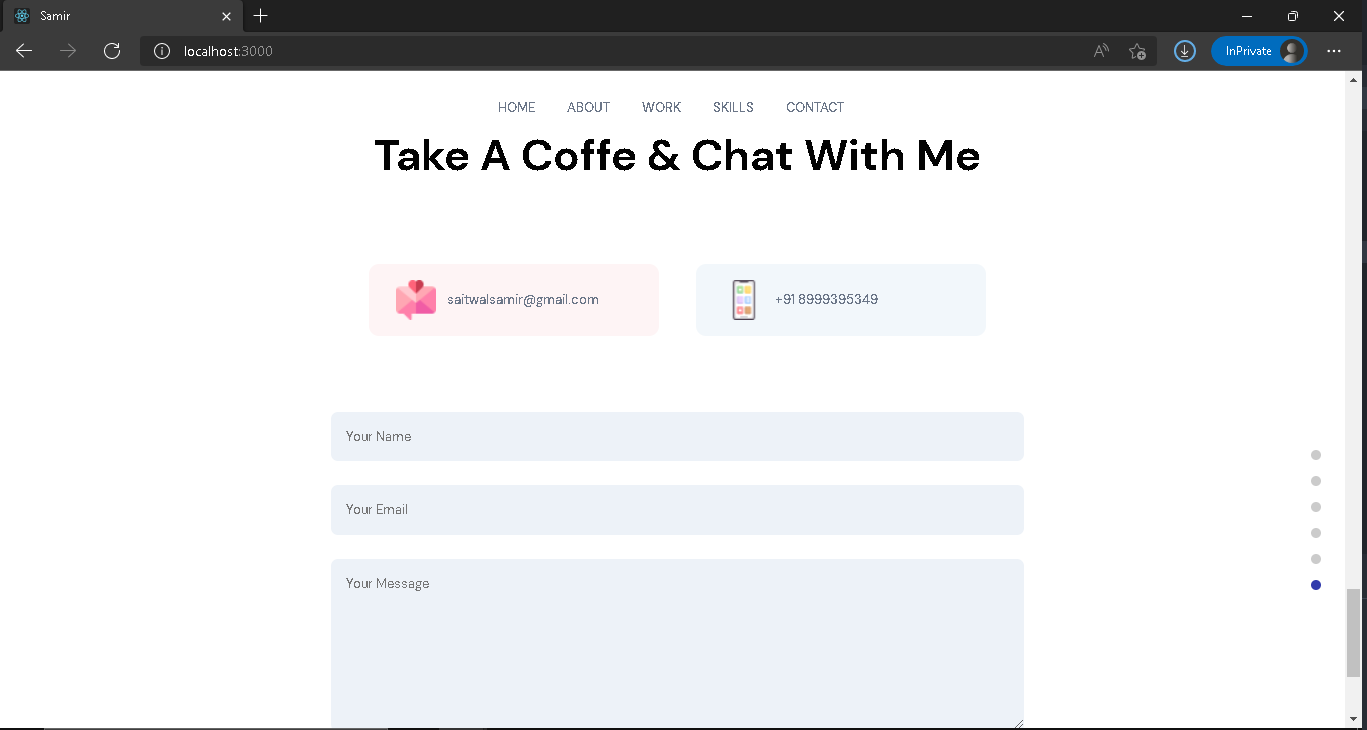 Samir
localhost:3000
InPrivate
HOME ABOUT WORK SKILLS CONTACT
Take A Coffe & Chat With Me
saitwalsamir@gmail.com
+91 8999395349
Your Name
Your Email
Your Message